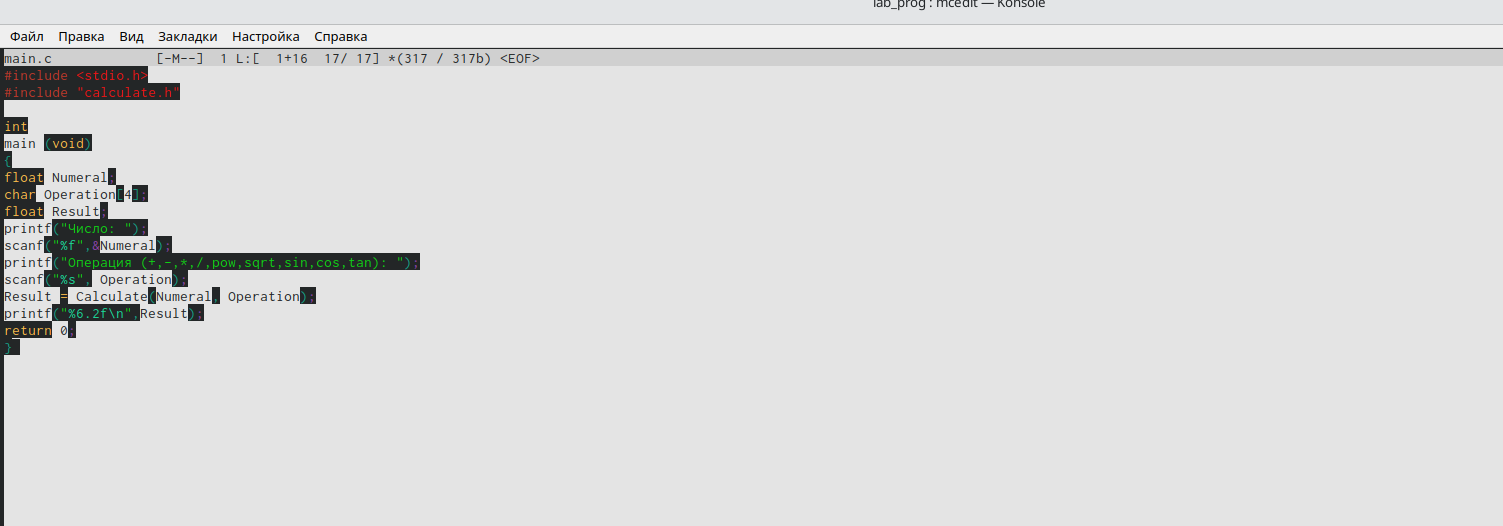 lab_prog : mcedit — Konsole
Файл Правка Вид Закладки Настройка Справка
main.c [-M--] 1 L:[ 1+16 17/ 17] *(317 / 317b) <EOF>
#include <stdio.h>
#include "calculate.h"
int
main (void)
{
float Numeral;
char Operation[4];
float Result;
printf("Число: ");
scanf("%f",&Numeral);
printf("Операция (+,-,*,/,pow,sqrt,sin,cos,tan): ");
scanf("%s", Operation);
Result = Calculate(Numeral, Operation);
printf("%6.2f\n",Result);
return 0;
}